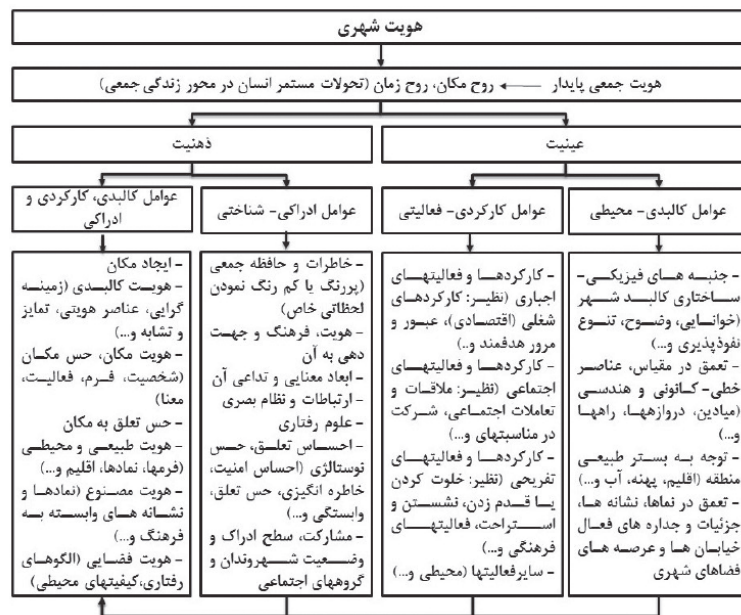 هویت شهری
هویت جمعی پایدار ← روح مکان، روح زمان (تحولات مستمر انسان در محور زندگی جمعی)
عینیت
ذهنیت
عوامل کالبدی- محیطی
عوامل کارکردی- فعالیتی
عوامل ادراکی- شناختی
عوامل کالبدی، کارکردی و
ادراکی
- جنبه های فیزیکی-
ساختاری کالبد شهر
(خوانایی، وضوح، تنوع
نفوذپذیری و...)
- تعمق در مقیاس، عناصر
خطی- کانونی و هندسی
(میادین، دروازهها، راهها
و...)
- توجه به بستر طبیعی
منطقه (اقلیم، پهنه، آب و...)
- تعمق در نماها، نشانه ها،
جزئیات و جداره های فعال
خیابان ها و عرصه های
فضاهای شهری
- کارکردها و فعالیتهای
اجباری (نظیر: کارکردهای
شغلی (اقتصادی)، عبور و
مرور هدفمند و..)
- کارکردها و فعالیتهای
اجتماعی (نظیر: ملاقات و
تعاملات اجتماعی، شرکت
در مناسبتهای و...)
- کارکردها و فعالیتهای
تفریحی (نظیر: خلوت کردن
یا قدم زدن، نشستن و
استراحت، فعالیتهای
فرهنگی و...)
- سایرفعالیتها (محیطی و...)
- خاطرات و حافظه جمعی
(پررنگ یا کم رنگ نمودن
لحظاتی خاص)
- هویت، فرهنگ و جهت
دهی به آن
- ابعاد معنایی و تداعی آن
- ارتباطات و نظام بصری
- علوم رفتاری
- احساس تعلق، حس
نوستالژی (احساس امنیت،
خاطره انگیزی، حس تعلق،
وابستگی و...)
- مشارکت، سطح ادراک و
وضعیت شهروندان و
گروههای اجتماعی
- ایجاد مکان
- هویت کالبدی (زمینه
گرایی، عناصر هویتی، تمایز
و تشابه و...)
- هویت مکان، حس مکان
(شخصیت، فرم، فعالیت،
معنا)
- حس تعلق به مکان
- هویت طبیعی و محیطی
(فرمها، نمادها، اقلیم و...)
- هویت مصنوع (نمادها و
نشانه های وابسته به
فرهنگ و...)
- هویت فضایی (الگوهای
رفتاری،کیفیتهای محیطی)